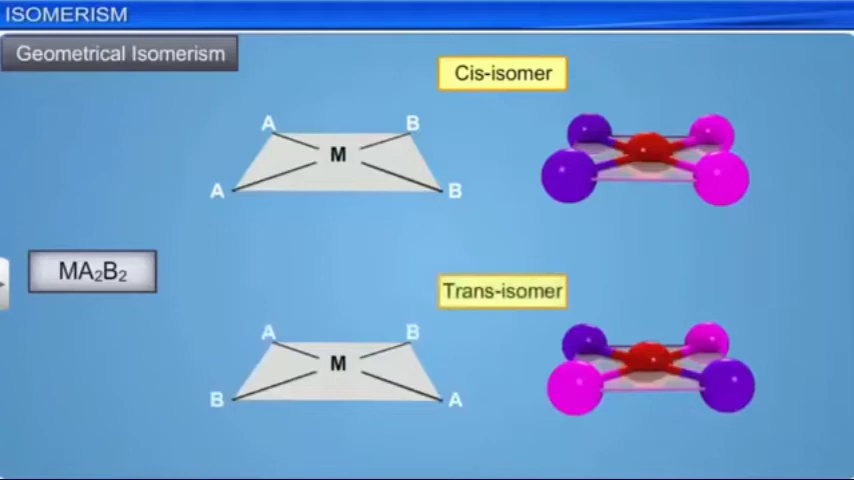 ISOMERISM
Geometrical Isomerism
Cis-isomer
A B
M
A B
MA₂B₂
Trans-isomer
A B
M
B A